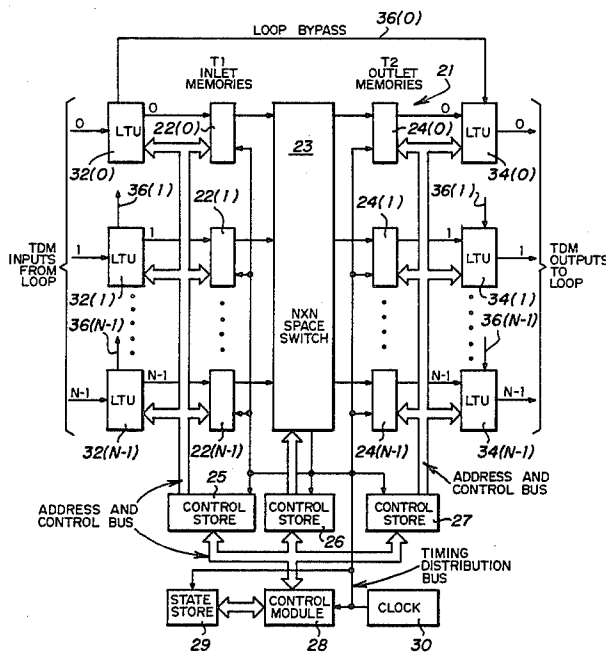 36(0)
LOOP BYPASS
T1
INLET
MEMORIES
T2
OUTLET
MEMORIES
21
0
LTU
32(0)
0
22(0)
23
24(0)
0
LTU
34(0)
0
36(1)
22(1)
24(1)
36(1)
TDM
INPUTS
FROM
LOOP
1
LTU
32(1)
1
1
LTU
34(1)
1
TDM
OUTPUTS
TO
LOOP
36(N-1)
NXN
SPACE
SWITCH
36(N-1)
N-1
LTU
32(N-1)
N-1
22(N-1)
24(N-1)
N-1
LTU
34(N-1)
N-1
ADDRESS AND
CONTROL BUS
25
CONTROL
STORE
CONTROL
STORE
26
CONTROL
STORE
27
ADDRESS AND
CONTROL BUS
TIMING
DISTRIBUTION
BUS
STATE
STORE
29
CONTROL
MODULE
28
CLOCK
30